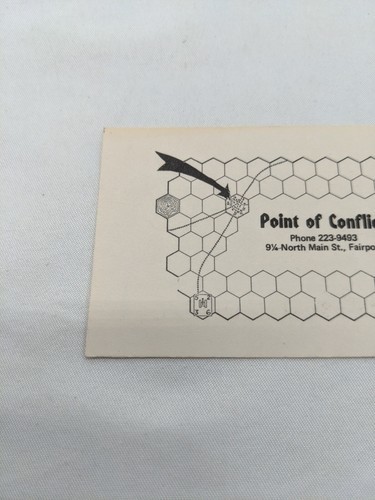 Point of Conflic
Phone 223-9493
9¼ North Main St., Fairpo